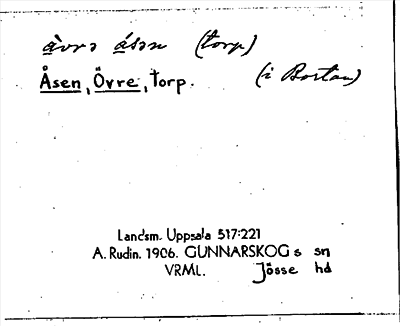 åvrə åsən (torp)
Åsen, Övre, torp. (i Bortan)
Landsm. Uppsala 517:221
A. Rudin. 1906. GUNNARSKOG s sn
VRML. Jösse hd